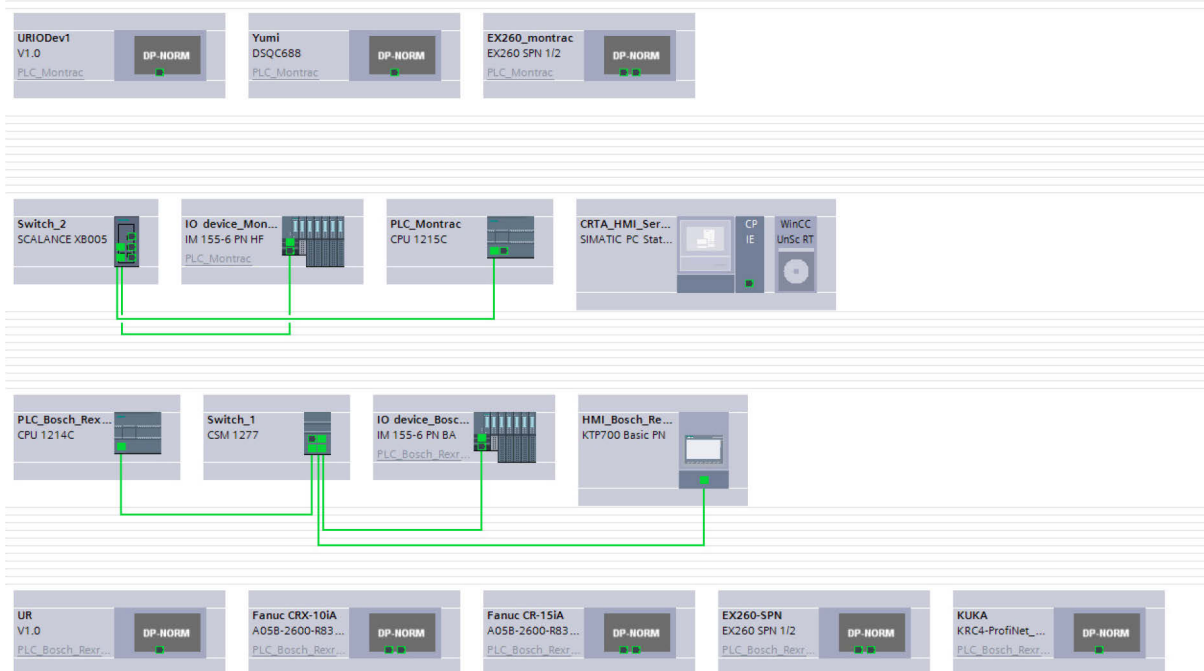 URIODev1
V1.0
PLC_Montrac
DP-NORM
Yumi
DSQC688
PLC_Montrac
DP-NORM
EX260_montrac
EX260 SPN 1/2
PLC_Montrac
DP-NORM
Switch_2
SCALANCE XB005
IO device_Mon...
IM 155-6 PN HF
PLC_Montrac
PLC_Montrac
CPU 1215C
CRTA_HMI_Ser...
SIMATIC PC Stat...
CP
IE
WinCC
UnSc RT
PLC_Bosch_Rex...
CPU 1214C
Switch_1
CSM 1277
IO device_Bosc...
IM 155-6 PN BA
PLC_Bosch_Rexr...
HMI_Bosch_Re...
KTP700 Basic PN
UR
V1.0
PLC_Bosch_Rexr...
DP-NORM
Fanuc CRX-10iA
A05B-2600-R83...
PLC_Bosch_Rexr...
DP-NORM
Fanuc CR-15iA
A05B-2600-R83...
PLC_Bosch_Rexr...
DP-NORM
EX260-SPN
EX260 SPN 1/2
PLC_Bosch_Rexr...
DP-NORM
KUKA
KRC4-ProfiNet_...
PLC_Bosch_Rexr...
DP-NORM